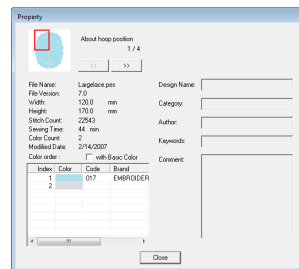 Property
About hoop position
1 / 4
<< >>
File Name: Largelace.pes
File Version: 7.0
Width: 120.0 mm
Height: 170.0 mm
Stitch Count: 22543
Sewing Time: 44 min
Color Count: 2
Modified Date: 2/14/2007
Color order : with Basic Color
Index Color Code Brand
1 017 EMBROIDER
2
Design Name:
Category:
Author:
Keywords:
Comment:
Close